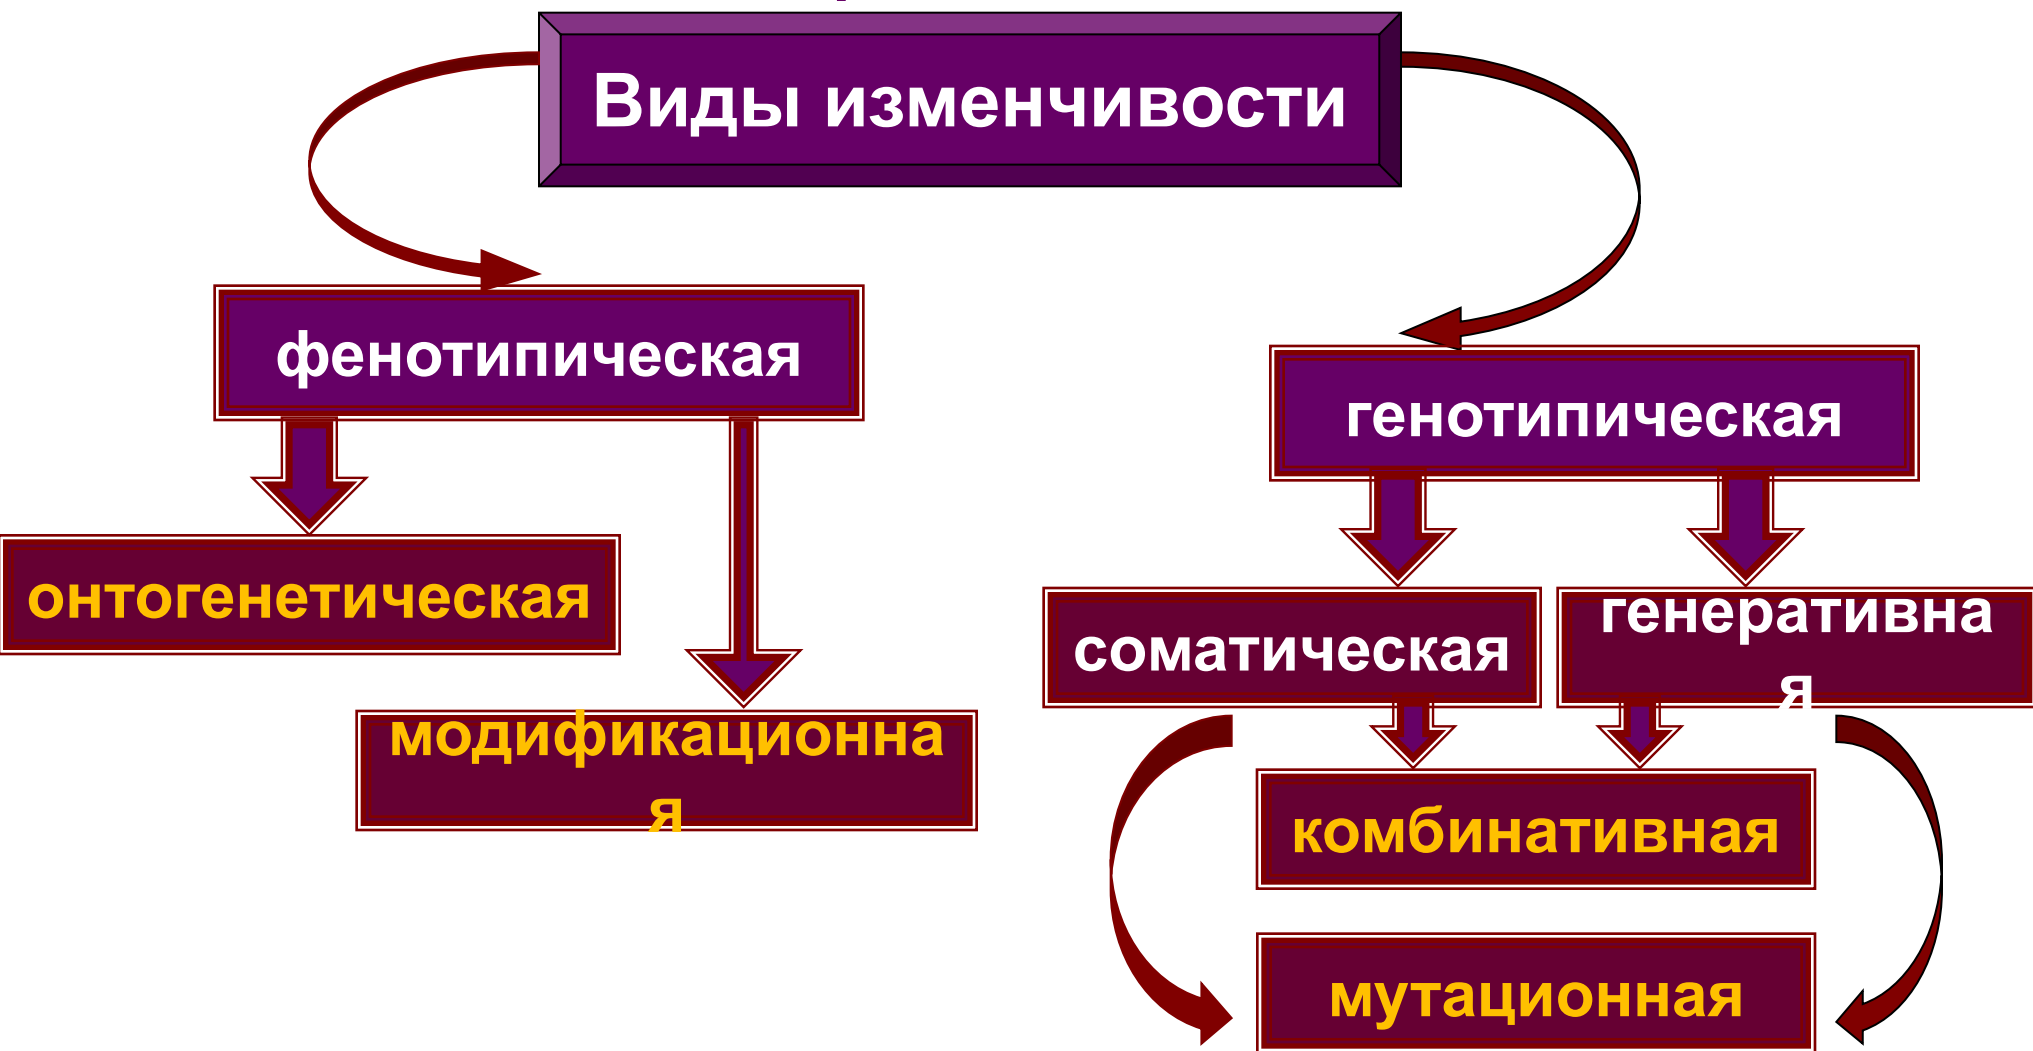 Виды изменчивости
фенотипическая
генотипическая
онтогенетическая
соматическая
генеративна
я
модификационна
я
комбинативная
мутационная